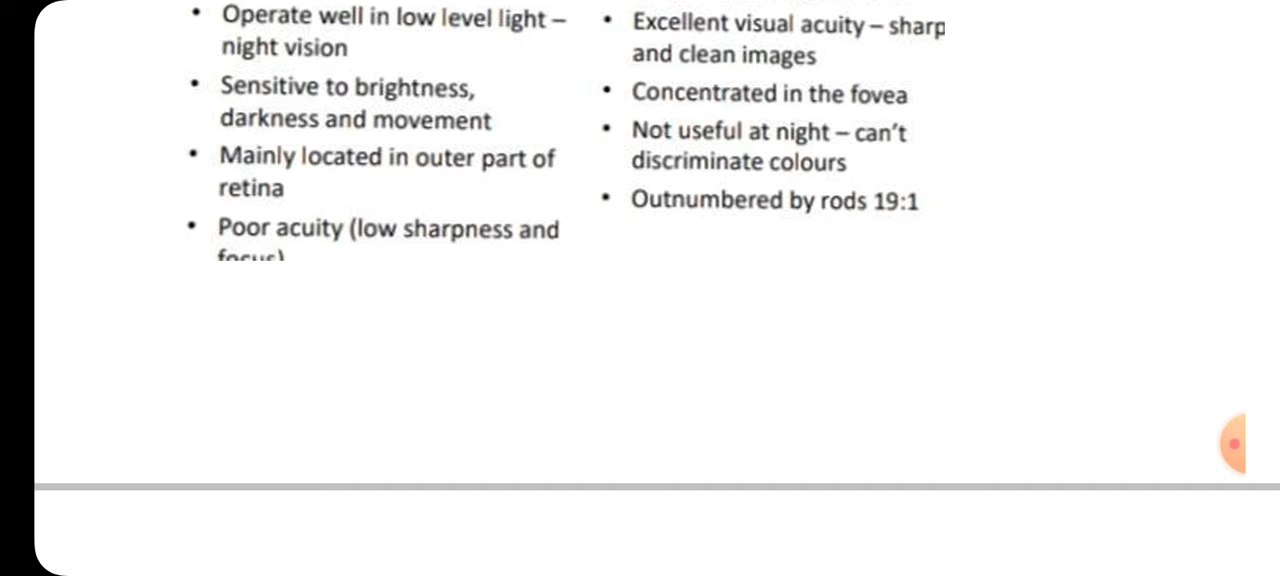 • Operate well in low level light –
night vision
• Sensitive to brightness,
darkness and movement
• Mainly located in outer part of
retina
• Poor acuity (low sharpness and
focus)
• Excellent visual acuity – sharp
and clean images
• Concentrated in the fovea
• Not useful at night – can't
discriminate colours
• Outnumbered by rods 19:1